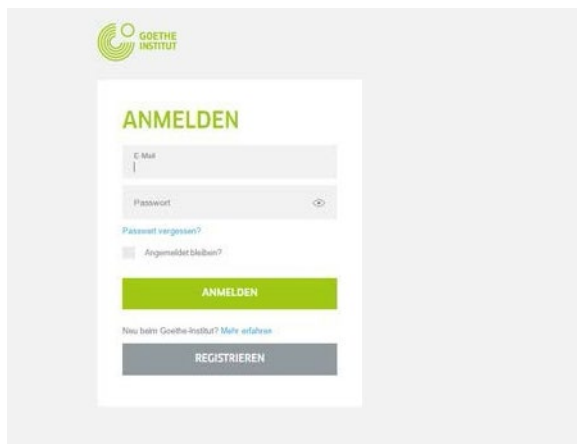 GOETHE
INSTITUT
ANMELDEN
E-Mail
Passwort
Passwort vergessen?
Angemeldet bleiben?
ANMELDEN
Neu beim Goethe-Institut? Mehr erfahren
REGISTRIEREN